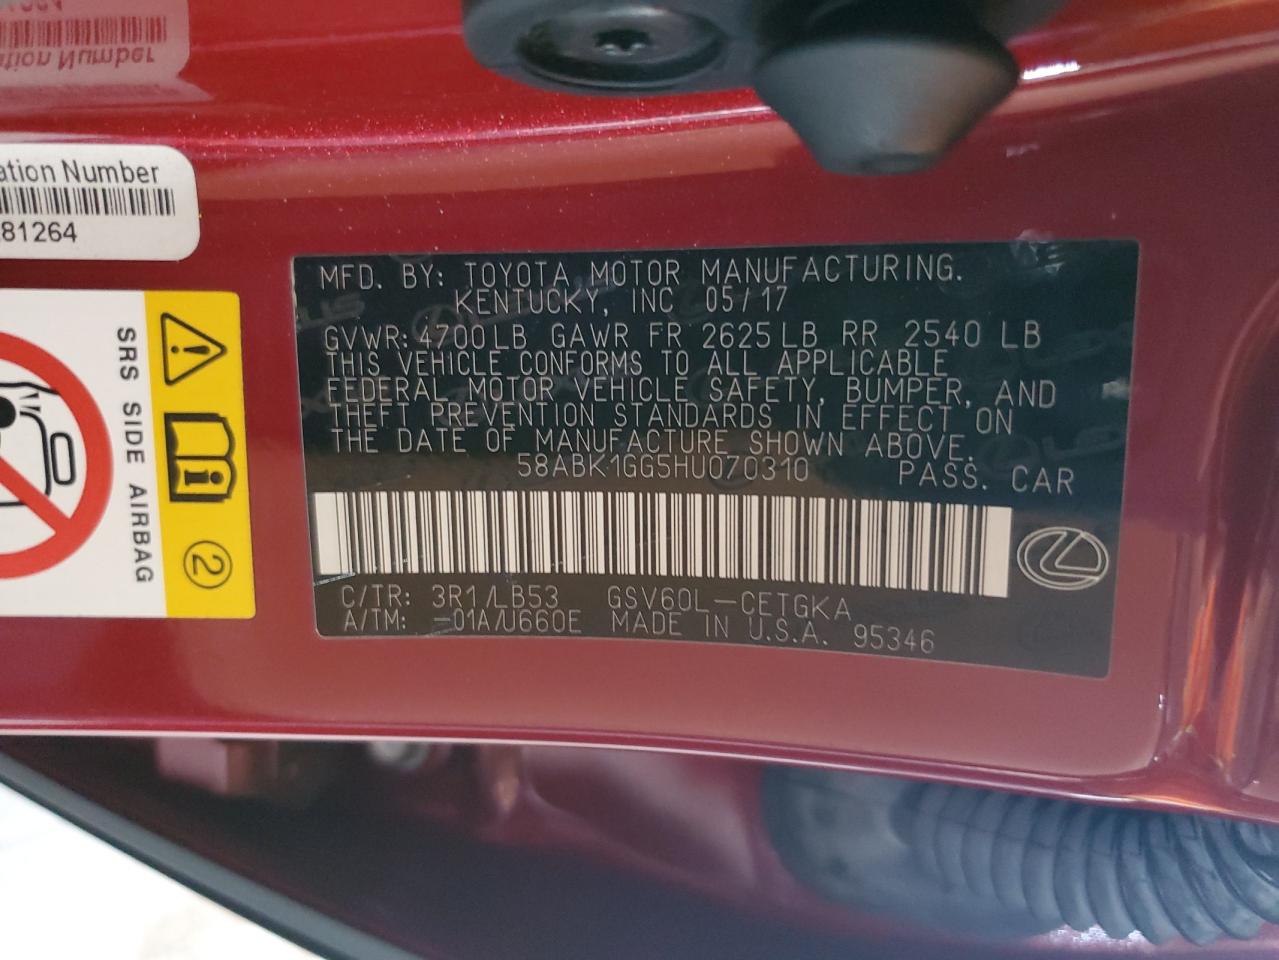 ation Number
81264
SRS SIDE AIRBAG
2
MFD. BY: TOYOTA MOTOR MANUFACTURING.
KENTUCKY, INC 05/17
GVWR: 4700LB GAWR FR 2625LB RR 2540 LB
THIS VEHICLE CONFORMS TO ALL APPLICABLE
FEDERAL MOTOR VEHICLE SAFETY, BUMPER, AND
THEFT PREVENTION STANDARDS IN EFFECT ON
THE DATE OF MANUFACTURE SHOWN ABOVE.
58ABK1GG5HU070310 PASS. CAR
C/TR: 3R1/LB53 GSV60L-CETGKA
A/TM: -01A/U660E MADE IN U.S.A. 95346